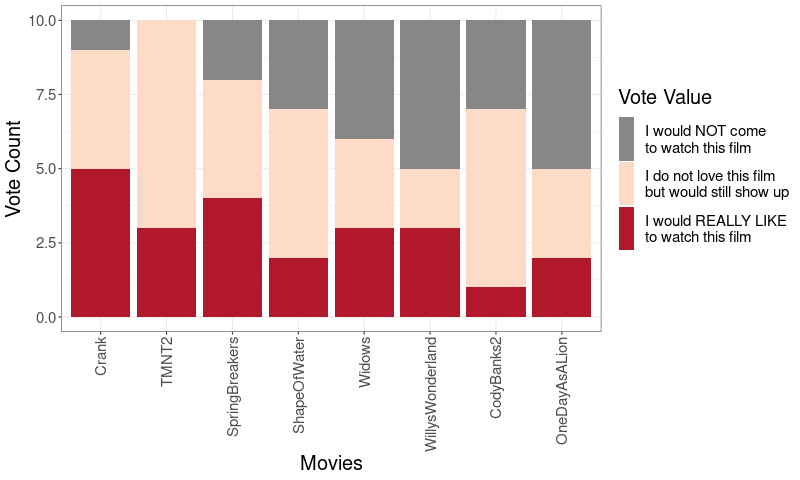 10.0
7.5
5.0
2.5
0.0
Vote Count
Crank
TMNT2
SpringBreakers
ShapeOfWater
Widows
WillysWonderland
CodyBanks2
OneDayAsALion
Movies
Vote Value
I would NOT come
to watch this film
I do not love this film
but would still show up
I would REALLY LIKE
to watch this film